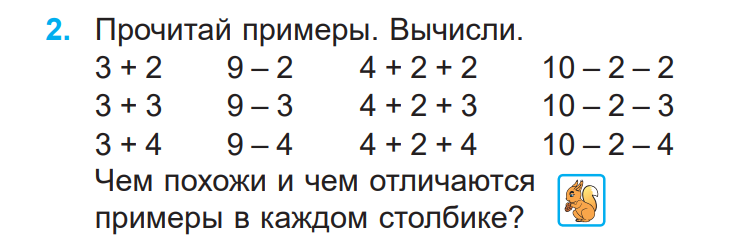 2. Прочитай примеры. Вычисли.
3 + 2 9 – 2 4 + 2 + 2 10 – 2 – 2
3 + 3 9 – 3 4 + 2 + 3 10 – 2 – 3
3 + 4 9 – 4 4 + 2 + 4 10 – 2 – 4
Чем похожи и чем отличаются
примеры в каждом столбике?